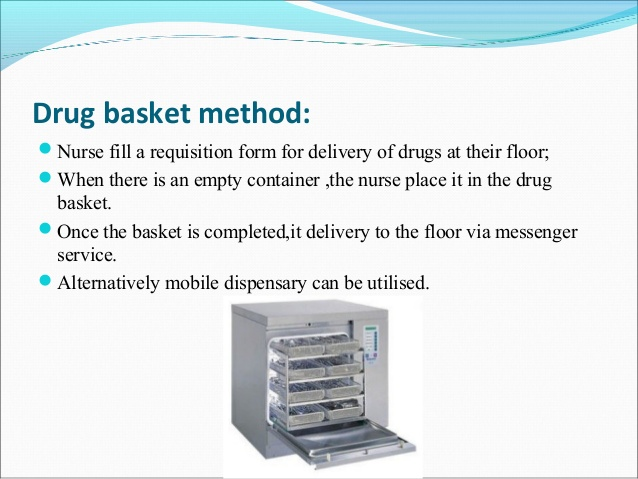 Drug basket method:
Nurse fill a requisition form for delivery of drugs at their floor;
When there is an empty container ,the nurse place it in the drug
basket.
Once the basket is completed,it delivery to the floor via messenger
service.
Alternatively mobile dispensary can be utilised.